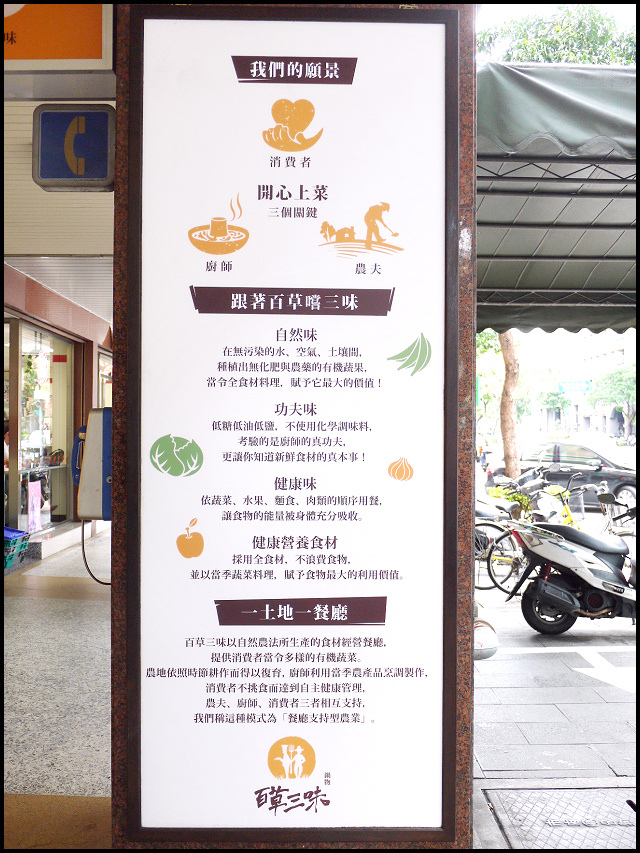 味
我們的願景
消費者
開心上菜
三個關鍵
廚師
農夫
跟著百草嚐三味
自然味
在無污染的水、空氣、土壤間,
種植出無化肥與農藥的有機蔬果,
當令全食材料理, 賦予它最大的價值!
功夫味
低糖低油低鹽, 不使用化學調味料,
考驗的是廚師的真功夫,
更讓你知道新鮮食材的真本事!
健康味
依蔬菜、水果、麵食、肉類的順序用餐,
讓食物的能量被身體充分吸收。
健康營養食材
採用全食材、不浪費食物,
並以當季蔬菜料理, 賦予食物最大的利用價值。
一土地一餐廳
百草三味以自然農法所生產的食材經營餐廳,
提供消費者當令多樣的有機蔬菜。
農地依照時節耕作而得以復育, 廚師利用當季農產品烹調製作,
消費者不挑食而達到自主健康管理,
農夫、廚師、消費者三者相互支持,
我們稱這種模式為「餐廳支持型農業」。
鍋物
百草三味